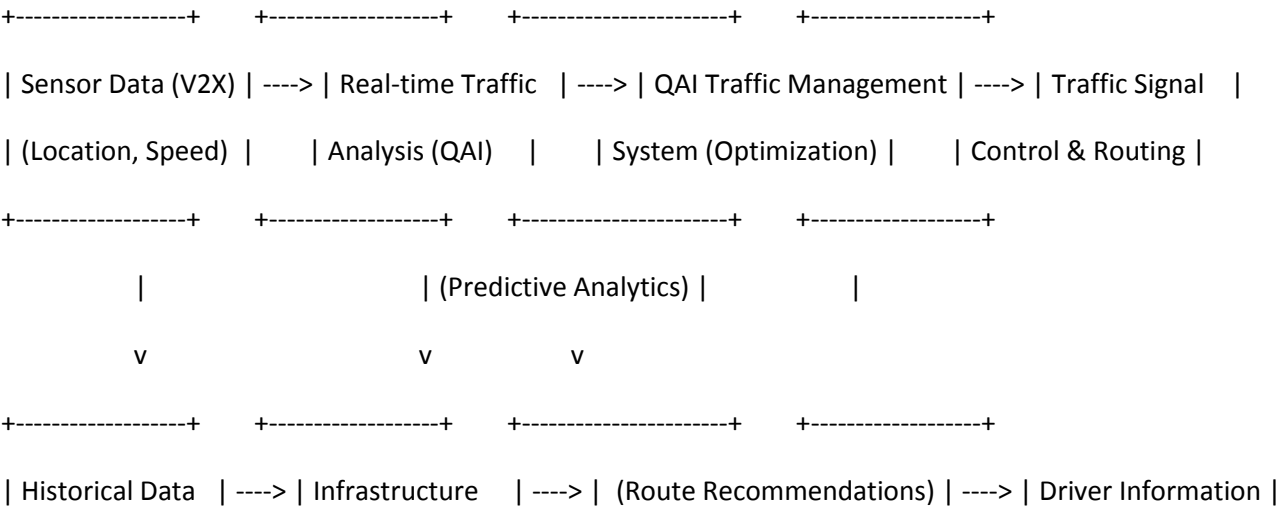 +-------------------+ +-------------------+ +-----------------------+ +-------------------+
| Sensor Data (V2X) | ----> | Real-time Traffic | ----> | QAI Traffic Management | ----> | Traffic Signal |
| (Location, Speed) | | Analysis (QAI) | | System (Optimization) | | Control & Routing |
+-------------------+ +-------------------+ +-----------------------+ +-------------------+
| | (Predictive Analytics) | |
v v v
+-------------------+ +-------------------+ +-----------------------+ +-------------------+
| Historical Data | ----> | Infrastructure | ----> | (Route Recommendations) | ----> | Driver Information |